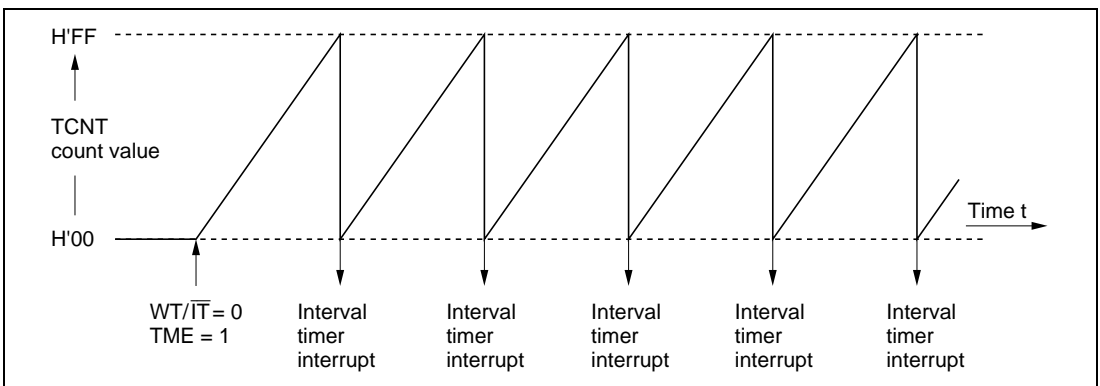 H'FF
TCNT
count value
H'00
Time t
WT/I̅T̅ = 0
TME = 1
Interval
timer
interrupt
Interval
timer
interrupt
Interval
timer
interrupt
Interval
timer
interrupt
Interval
timer
interrupt